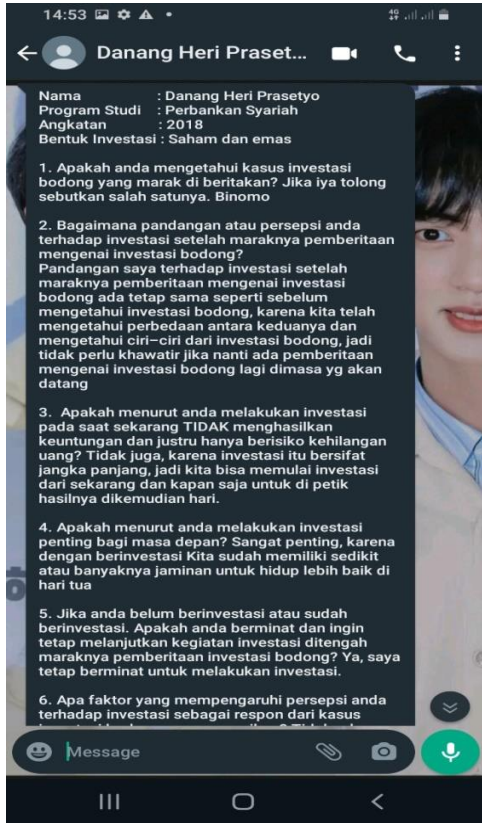 14:53
4G
Danang Heri Praset...
Nama : Danang Heri Prasetyo
Program Studi : Perbankan Syariah
Angkatan : 2018
Bentuk Investasi : Saham dan emas
1. Apakah anda mengetahui kasus investasi
bodong yang marak di beritakan? Jika iya tolong
sebutkan salah satunya. Binomo
2. Bagaimana pandangan atau persepsi anda
terhadap investasi setelah maraknya pemberitaan
mengenai investasi bodong?
Pandangan saya terhadap investasi setelah
maraknya pemberitaan mengenai investasi
bodong ada tetap sama seperti sebelum
mengetahui investasi bodong, karena kita telah
mengetahui perbedaan antara keduanya dan
mengetahui ciri-ciri dari investasi bodong, jadi
tidak perlu khawatir jika nanti ada pemberitaan
mengenai investasi bodong lagi dimasa yg akan
datang
3. Apakah menurut anda melakukan investasi
pada saat sekarang TIDAK menghasilkan
keuntungan dan justru hanya berisiko kehilangan
uang? Tidak juga, karena investasi itu bersifat
jangka panjang, jadi kita bisa memulai investasi
dari sekarang dan kapan saja untuk di petik
hasilnya dikemudian hari.
4. Apakah menurut anda melakukan investasi
penting bagi masa depan? Sangat penting, karena
dengan berinvestasi Kita sudah memiliki sedikit
atau banyaknya jaminan untuk hidup lebih baik di
hari tua
5. Jika anda belum berinvestasi atau sudah
berinvestasi. Apakah anda berminat dan ingin
tetap melanjutkan kegiatan investasi ditengah
maraknya pemberitaan investasi bodong? Ya, saya
tetap berminat untuk melakukan investasi.
6. Apa faktor yang mempengaruhi persepsi anda
terhadap investasi sebagai respon dari kasus
Message